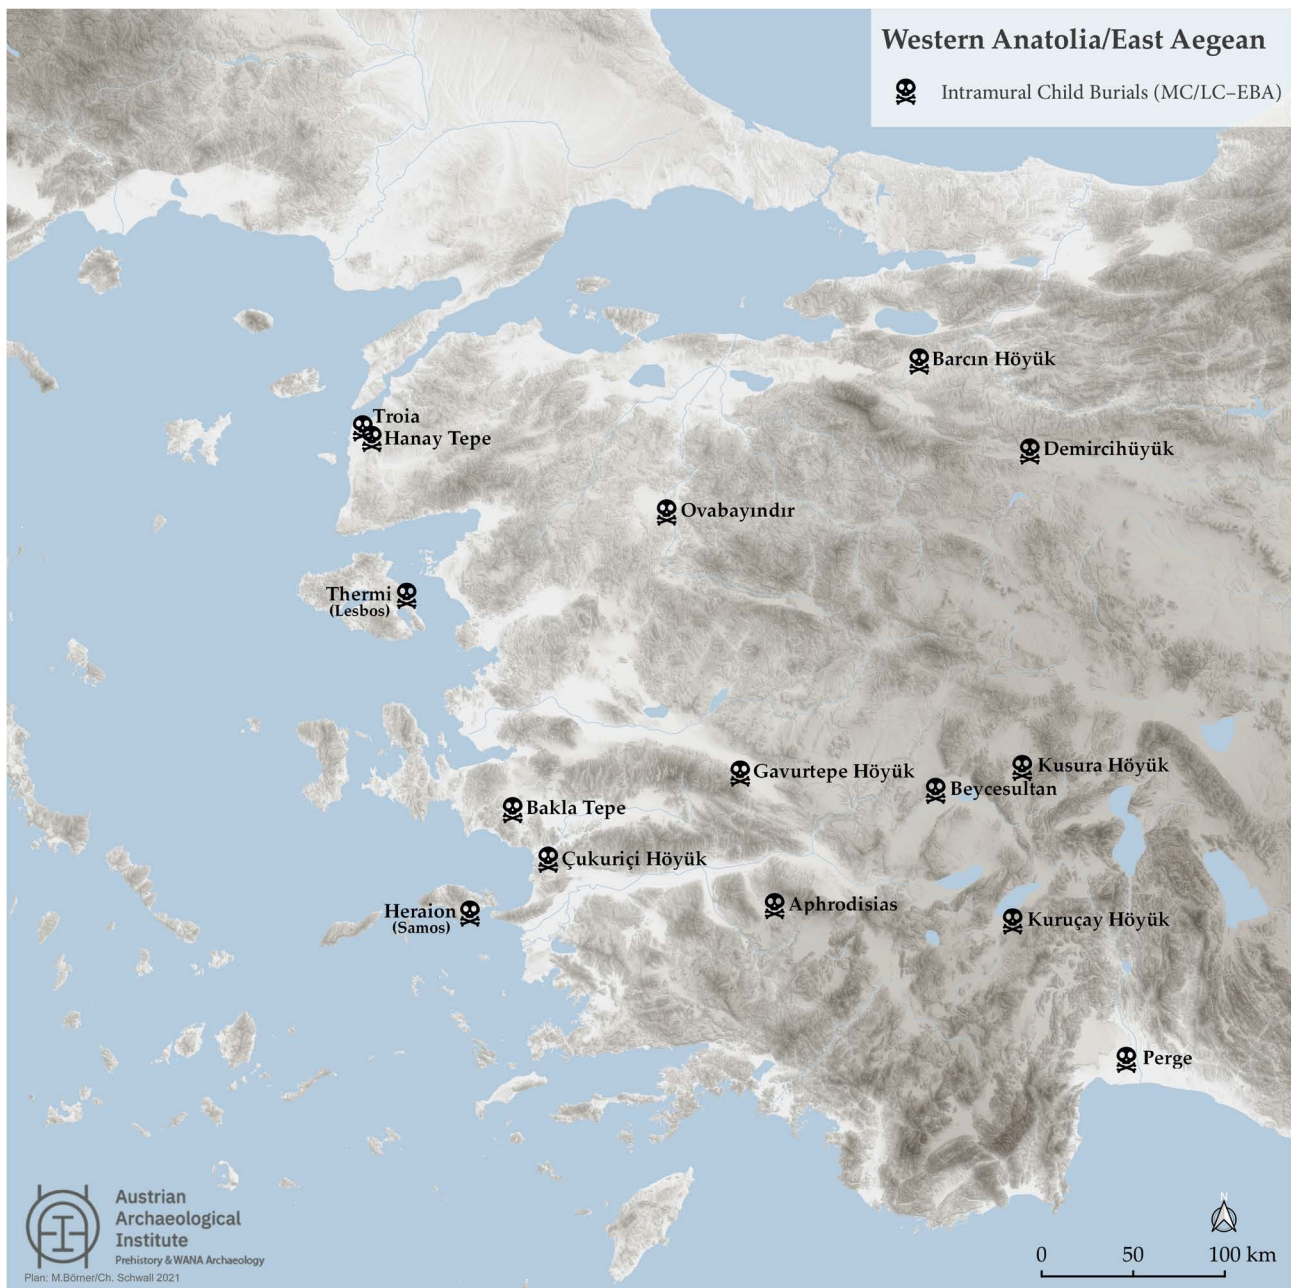 Western Anatolia/East Aegean
Intramural Child Burials (MC/LC–EBA)
Barcın Höyük
Troia
Hanay Tepe
Demircihüyük
Ovabayındır
Thermi
(Lesbos)
Gavurtepe Höyük
Kusura Höyük
Beycesultan
Bakla Tepe
Çukuriçi Höyük
Aphrodisias
Heraion
(Samos)
Kuruçay Höyük
Perge
Austrian
Archaeological
Institute
Prehistory & WANA Archaeology
Plan: M.Börner/Ch. Schwall 2021
N
0 50 100 km